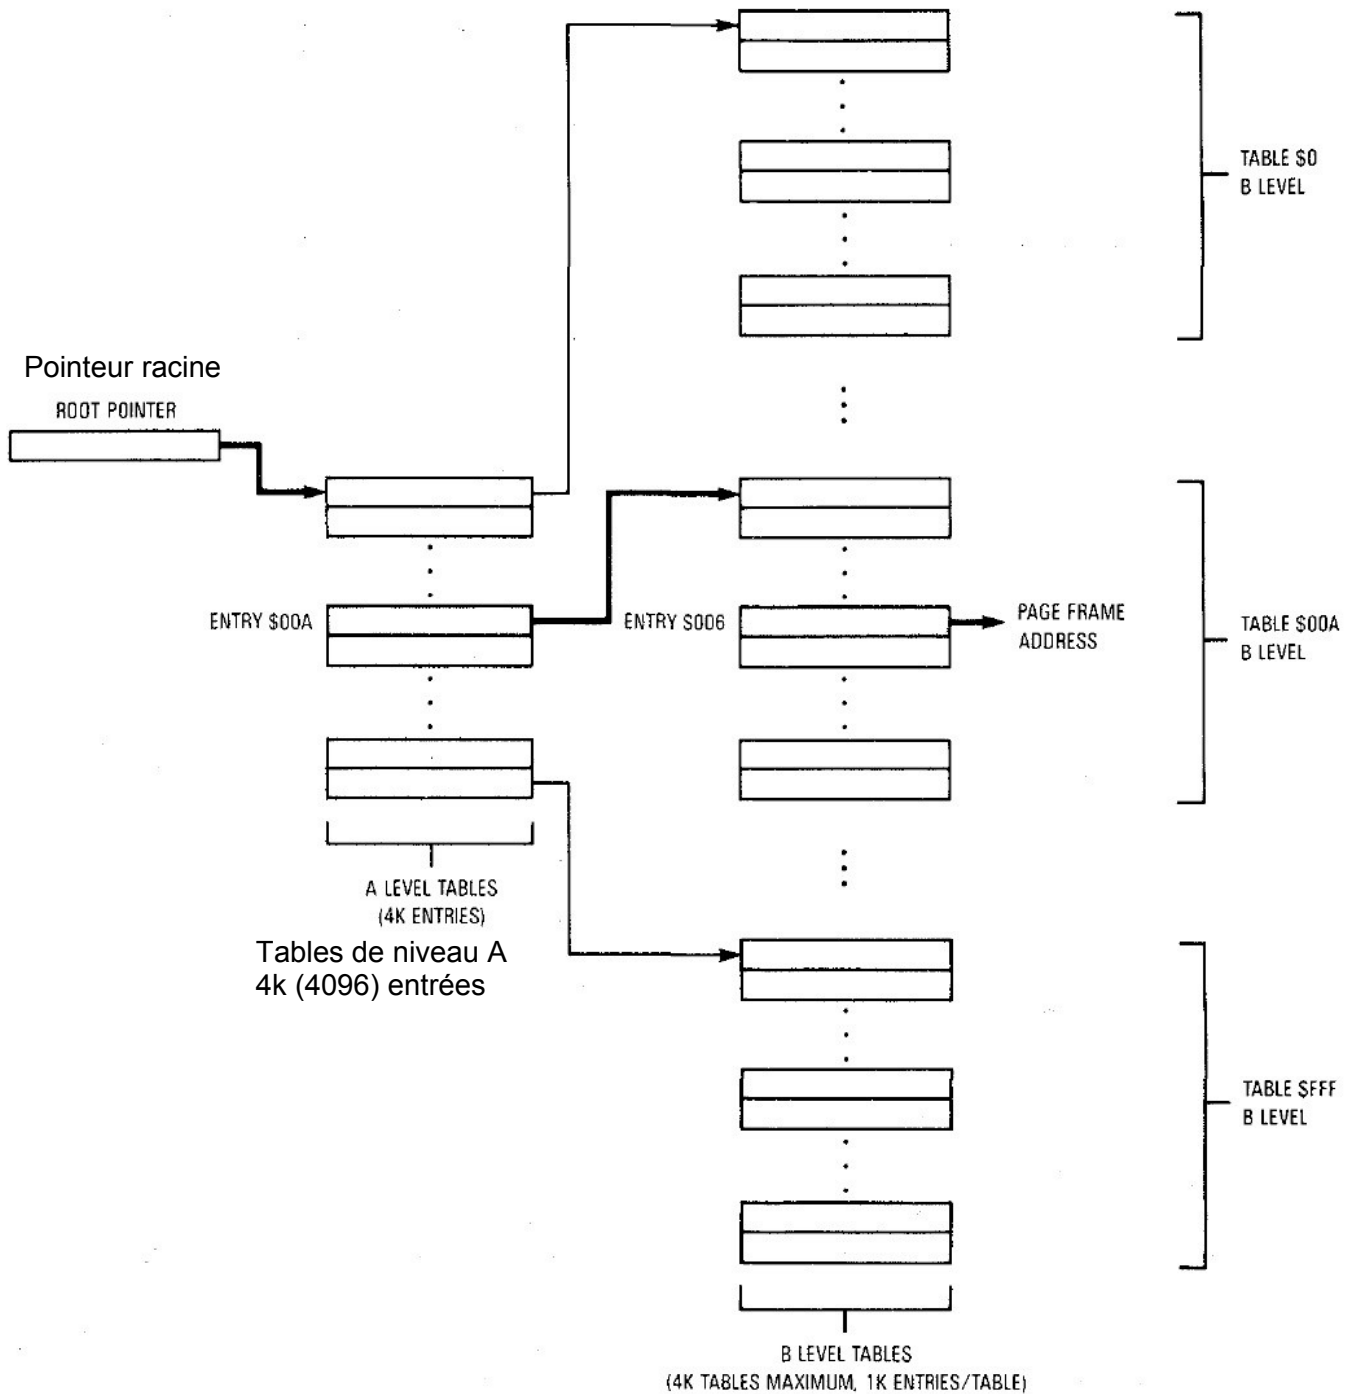 TABLE $0
B LEVEL
Pointeur racine
ROOT POINTER
ENTRY $00A
ENTRY $006
PAGE FRAME
ADDRESS
TABLE $00A
B LEVEL
A LEVEL TABLES
(4K ENTRIES)
Tables de niveau A
4k (4096) entrées
TABLE $FFF
B LEVEL
B LEVEL TABLES
(4K TABLES MAXIMUM, 1K ENTRIES/TABLE)